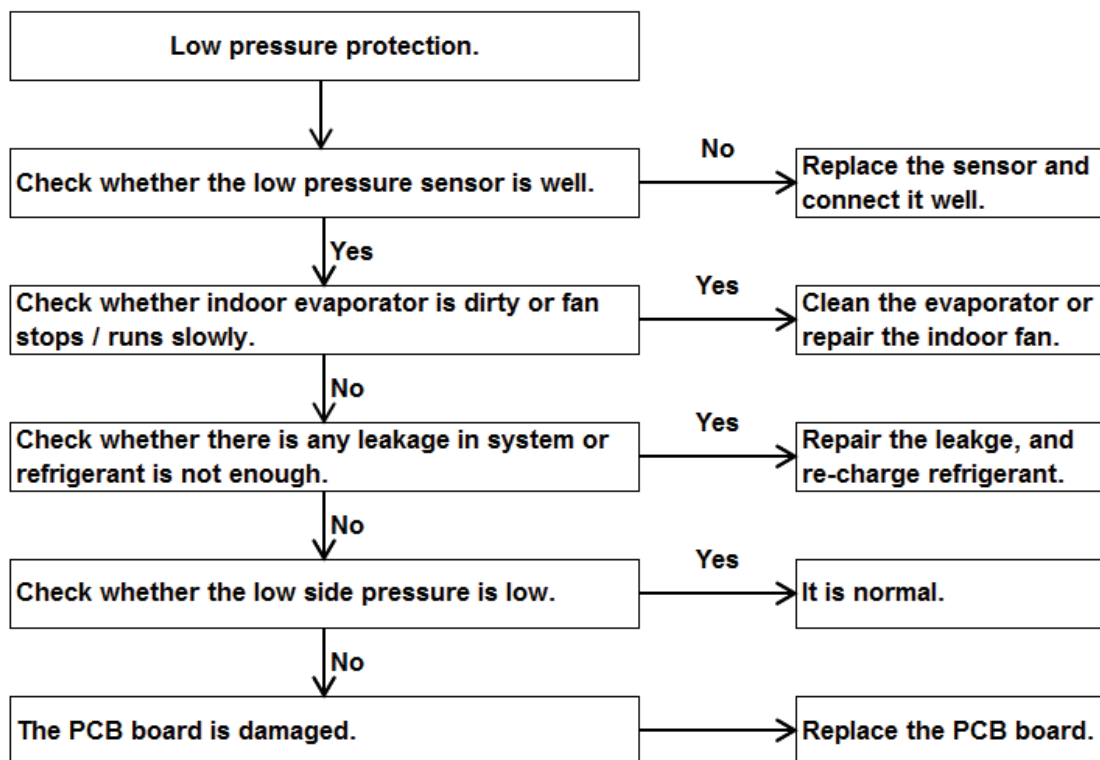 Low pressure protection.
No
Check whether the low pressure sensor is well.
Replace the sensor and
connect it well.
Yes
Yes
Check whether indoor evaporator is dirty or fan
stops / runs slowly.
Clean the evaporator or
repair the indoor fan.
No
Yes
Check whether there is any leakage in system or
refrigerant is not enough.
Repair the leakge, and
re-charge refrigerant.
No
Yes
Check whether the low side pressure is low.
It is normal.
No
The PCB board is damaged.
Replace the PCB board.